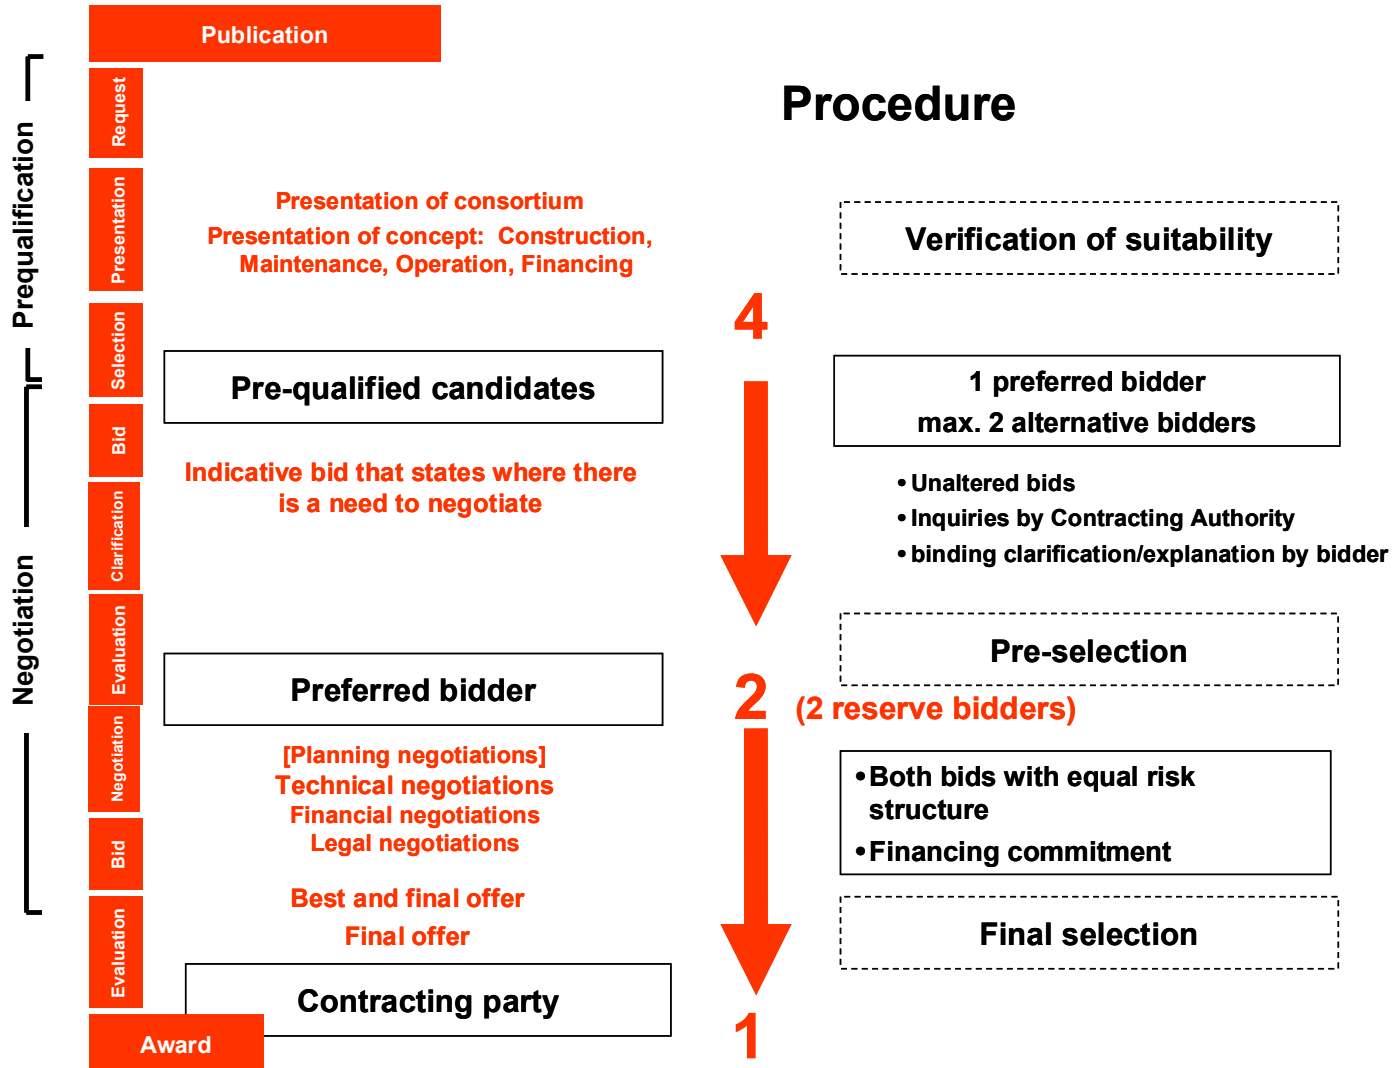 Publication
Procedure
Prequalification
Request
Presentation
Presentation of consortium
Presentation of concept:  Construction,
Maintenance, Operation, Financing
Verification of suitability
4
Selection
Pre-qualified candidates
1 preferred bidder
max. 2 alternative bidders
Negotiation
Bid
Indicative bid that states where there
is a need to negotiate
• Unaltered bids
• Inquiries by Contracting Authority
• binding clarification/explanation by bidder
Clarification
Evaluation
Pre-selection
Preferred bidder
2 (2 reserve bidders)
Negotiation
[Planning negotiations]
Technical negotiations
Financial negotiations
Legal negotiations
• Both bids with equal risk
structure
• Financing commitment
Bid
Best and final offer
Final offer
Final selection
Evaluation
Contracting party
1
Award